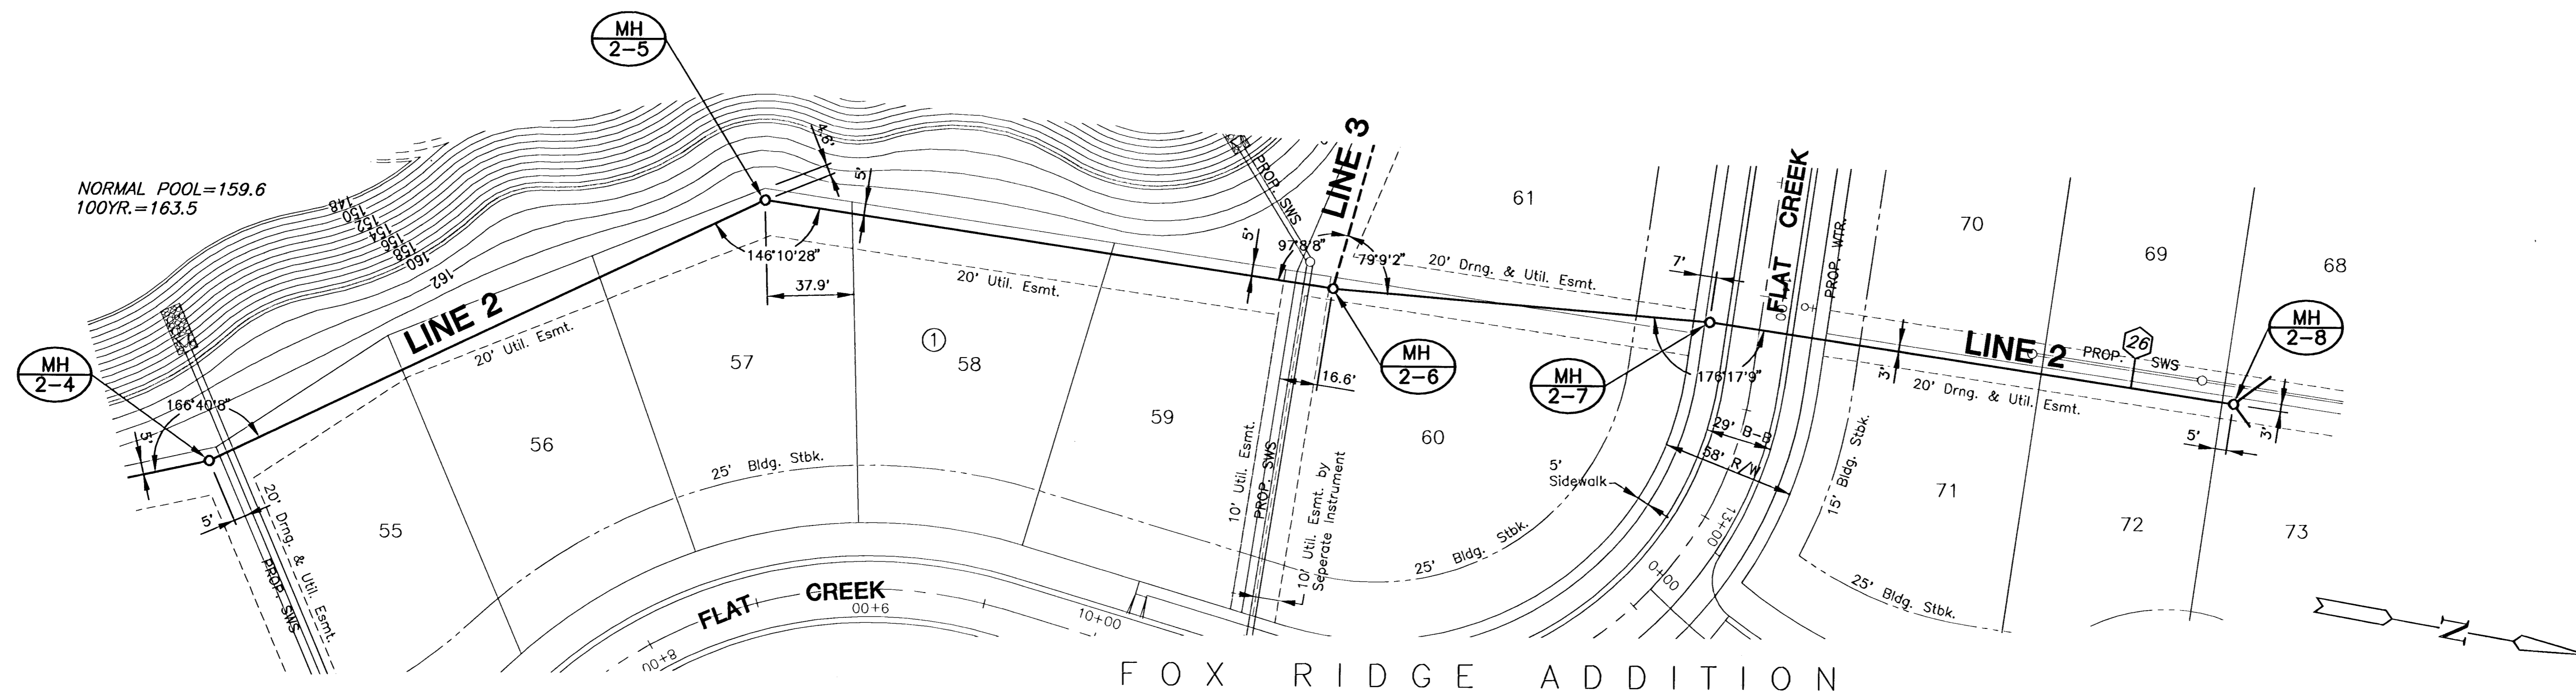 MH
2-5
NORMAL POOL=159.6
100YR.=163.5
148
150
152
154
156
158
160
162
4.8'
5'
PROP. SWS
LINE 3
61
FLAT CREEK
PROP. WTR.
70
69
68
146°10'28"
37.9'
20' Util. Esmt.
5'
97°8'8"
79°9'2"
20' Drng. & Util. Esmt.
7'
LINE 2
20' Util. Esmt.
MH
2-4
166°40'8"
5'
57
1
58
MH
2-6
16.6'
MH
2-7
176°17'9"
3'
LINE 2
PROP. SWS
26
MH
2-8
20' Drng. & Util. Esmt.
5'
3'
56
59
60
29' B-B
58' R/W
15' Bldg. Stbk.
25' Bldg. Stbk.
10' Util. Esmt.
PROP. SWS
10' Util. Esmt. by
Seperate Instrument
5'
Sidewalk
71
72
73
5'
20' Drng. & Util. Esmt.
PROP. SWS
55
25' Bldg. Stbk.
13+00
0+00
25' Bldg. Stbk.
FLAT CREEK
00+6
00+8
10+00
N
FOX RIDGE ADDITION